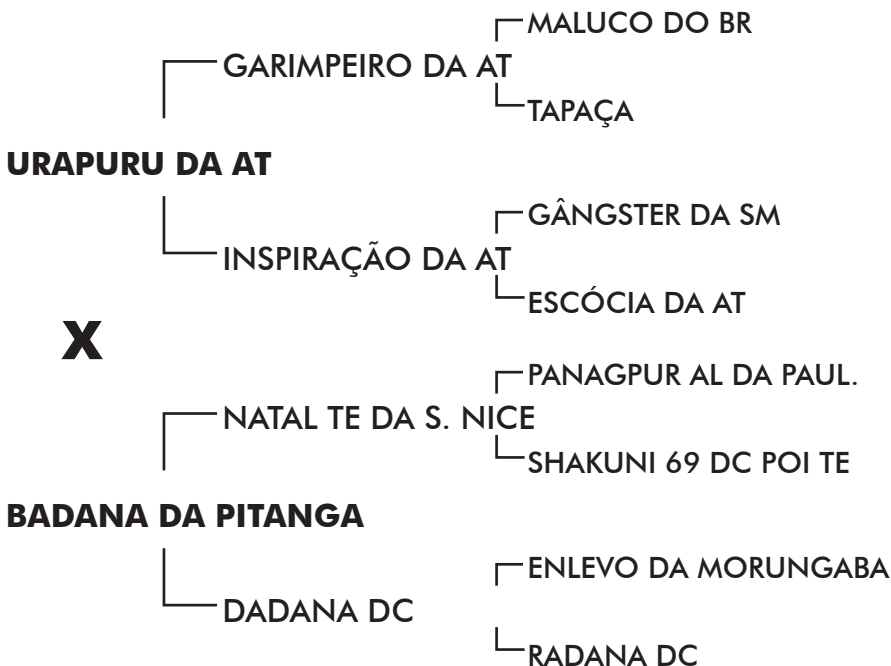 MALUCO DO BR
GARIMPEIRO DA AT
TAPAÇA
URAPURU DA AT
GÂNGSTER DA SM
INSPIRAÇÃO DA AT
ESCÓCIA DA AT
X
PANAGPUR AL DA PAUL.
NATAL TE DA S. NICE
SHAKUNI 69 DC POI TE
BADANA DA PITANGA
ENLEVO DA MORUNGABA
DADANA DC
RADANA DC